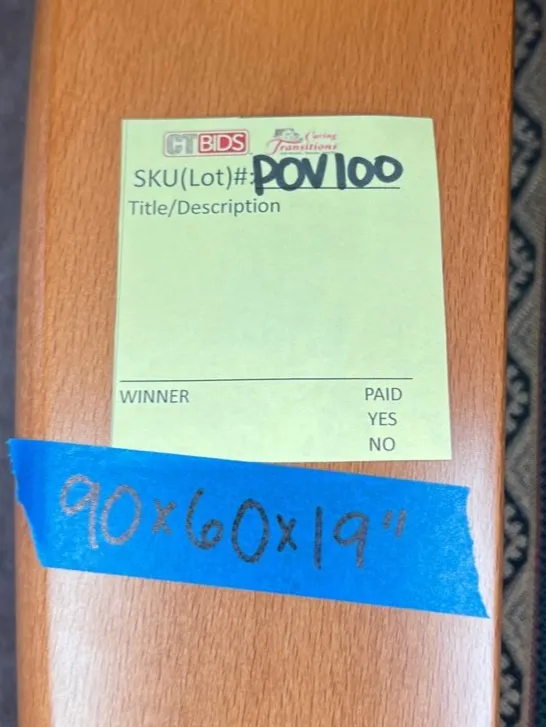 CTBIDS Caring Transitions
SKU(Lot)#: POV100
Title/Description
WINNER PAID
YES
NO
90x60x19"